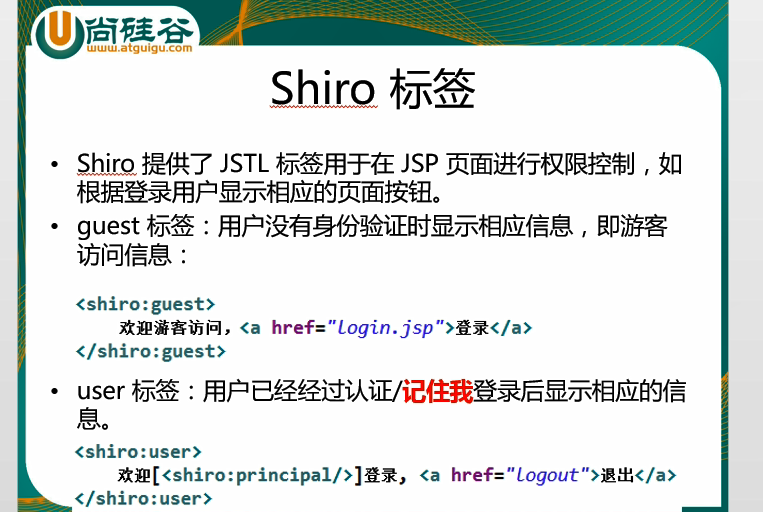 尚硅谷
www.atguigu.com
Shiro 标签
• Shiro 提供了 JSTL 标签用于在 JSP 页面进行权限控制，如
根据登录用户显示相应的页面按钮。
• guest 标签：用户没有身份验证时显示相应信息，即游客
访问信息：
<shiro:guest>
欢迎游客访问，<a href="login.jsp">登录</a>
</shiro:guest>
• user 标签：用户已经经过认证/记住我登录后显示相应的信
息。
<shiro:user>
欢迎[<shiro:principal/>]登录，<a href="logout">退出</a>
</shiro:user>